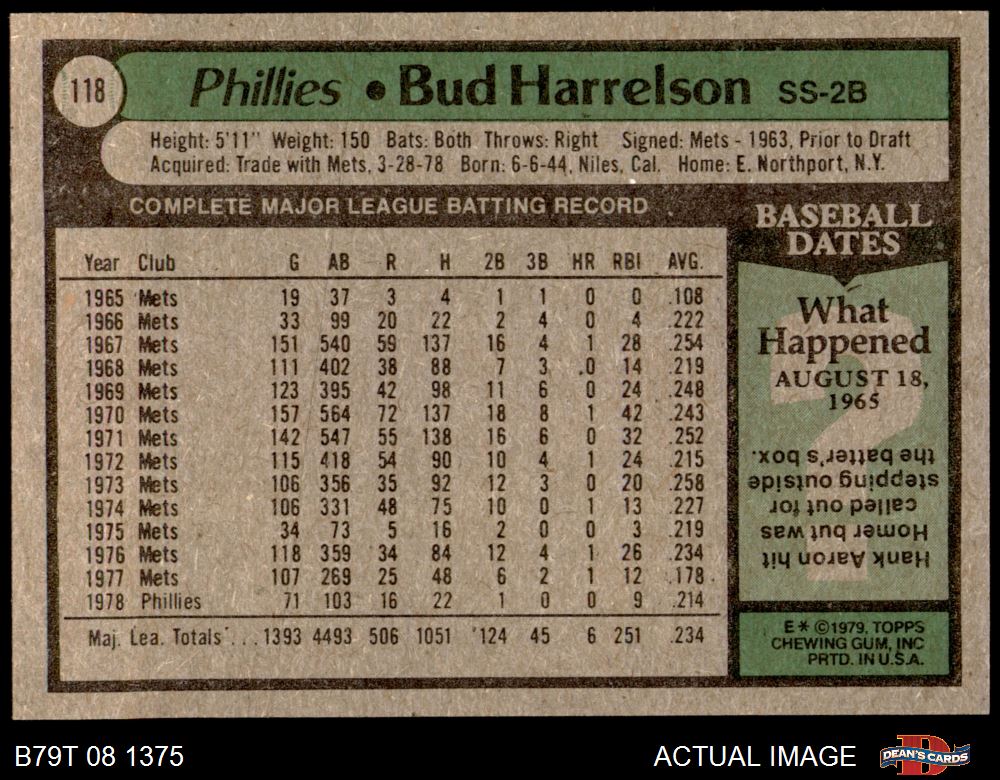 118
Phillies • Bud Harrelson SS-2B
Height: 5'11" Weight: 150 Bats: Both Throws: Right Signed: Mets - 1963, Prior to Draft
Acquired: Trade with Mets, 3-28-78 Born: 6-6-44, Niles, Cal. Home: E. Northport, N.Y.
COMPLETE MAJOR LEAGUE BATTING RECORD
Year Club G AB R H 2B 3B HR RBI AVG.
1965 Mets 19 37 3 4 1 1 0 0 .108
1966 Mets 33 99 20 22 2 4 0 4 .222
1967 Mets 151 540 59 137 16 4 1 28 .254
1968 Mets 111 402 38 88 7 3 .0 14 .219
1969 Mets 123 395 42 98 11 6 0 24 .248
1970 Mets 157 564 72 137 18 8 1 42 .243
1971 Mets 142 547 55 138 16 6 0 32 .252
1972 Mets 115 418 54 90 10 4 1 24 .215
1973 Mets 106 356 35 92 12 3 0 20 .258
1974 Mets 106 331 48 75 10 0 1 13 .227
1975 Mets 34 73 5 16 2 0 0 3 .219
1976 Mets 118 359 34 84 12 4 1 26 .234
1977 Mets 107 269 25 48 6 2 1 12 .178
1978 Phillies 71 103 16 22 1 0 0 9 .214
Maj. Lea. Totals . . . 1393 4493 506 1051 124 45 6 251 .234
BASEBALL
DATES
What
Happened
AUGUST 18,
1965
?
Hank Aaron hit
Homer but was
called out for
stepping outside
the batter's box.
E* ©1979, TOPPS
CHEWING GUM, INC
PRTD. IN U.S.A.
B79T 08 1375
ACTUAL IMAGE
D
DEAN'S CARDS